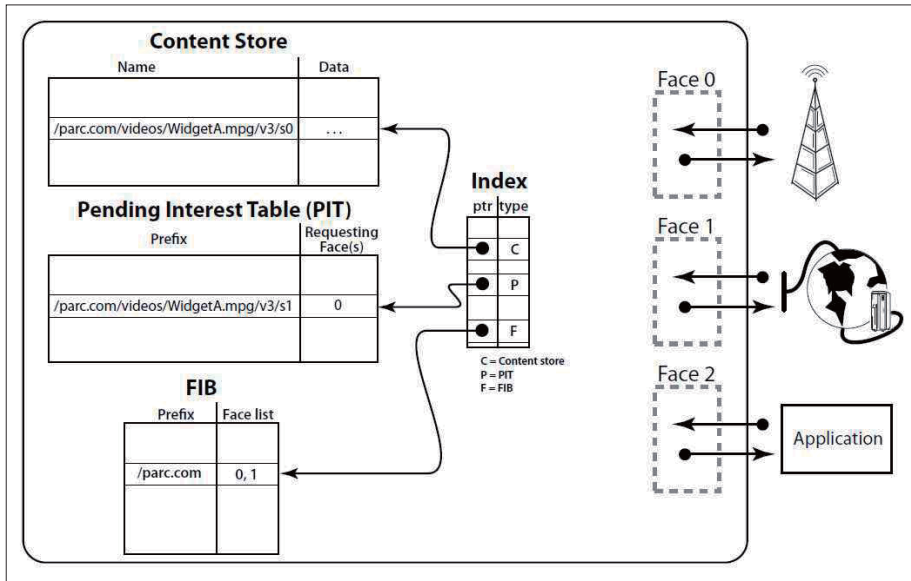 Content Store
Name Data
/parc.com/videos/WidgetA.mpg/v3/s0 ...
Pending Interest Table (PIT)
Prefix Requesting Face(s)
/parc.com/videos/WidgetA.mpg/v3/s1 0
FIB
Prefix Face list
/parc.com 0, 1
Index
ptr type
C
P
F
C = Content store
P = PIT
F = FIB
Face 0
Face 1
Face 2
Application